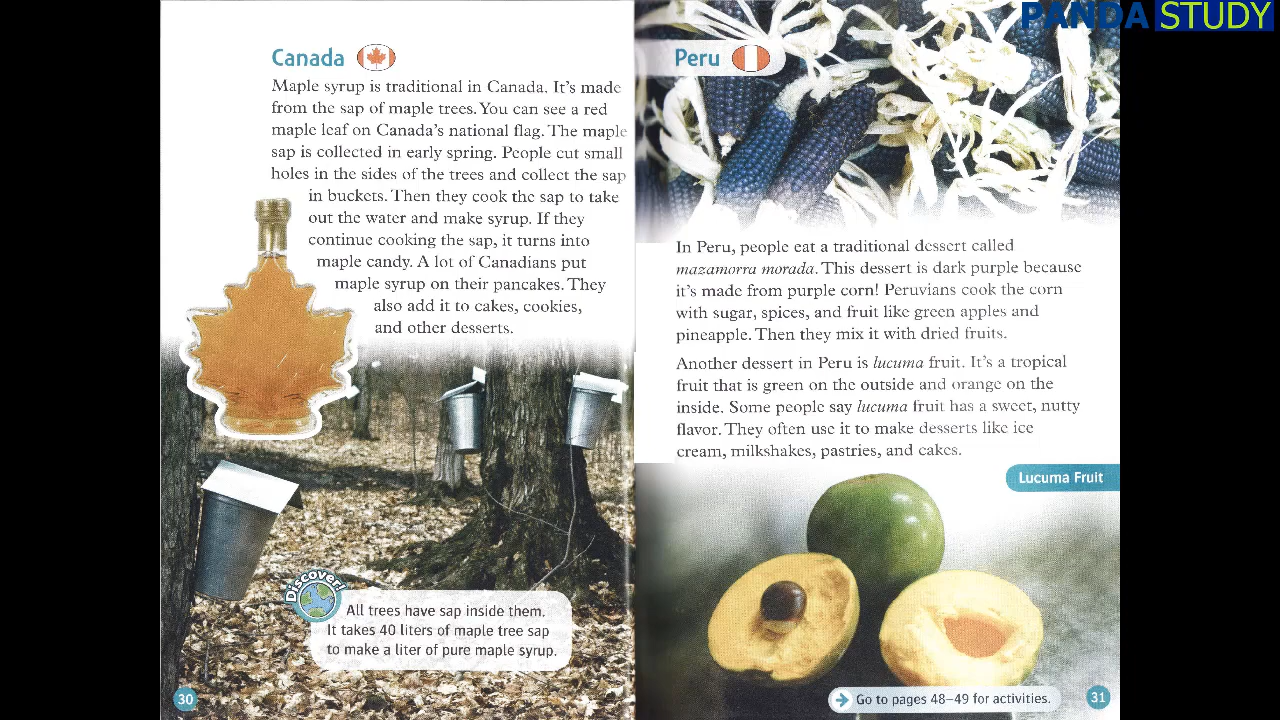 PANDA STUDY
Canada
Maple syrup is traditional in Canada. It's made
from the sap of maple trees. You can see a red
maple leaf on Canada's national flag. The maple
sap is collected in early spring. People cut small
holes in the sides of the trees and collect the sap
in buckets. Then they cook the sap to take
out the water and make syrup. If they
continue cooking the sap, it turns into
maple candy. A lot of Canadians put
maple syrup on their pancakes. They
also add it to cakes, cookies,
and other desserts.
Discover!
All trees have sap inside them.
It takes 40 liters of maple tree sap
to make a liter of pure maple syrup.
30
Peru
In Peru, people eat a traditional dessert called
mazamorra morada. This dessert is dark purple because
it's made from purple corn! Peruvians cook the corn
with sugar, spices, and fruit like green apples and
pineapple. Then they mix it with dried fruits.
Another dessert in Peru is lucuma fruit. It's a tropical
fruit that is green on the outside and orange on the
inside. Some people say lucuma fruit has a sweet, nutty
flavor. They often use it to make desserts like ice
cream, milkshakes, pastries, and cakes.
Lucuma Fruit
Go to pages 48–49 for activities.
31